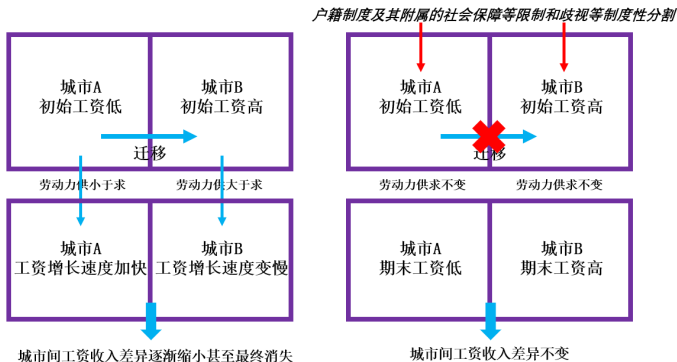 户籍制度及其附属的社会保障等限制和歧视等制度性分割
城市A
初始工资低
城市B
初始工资高
迁移
劳动力供小于求
劳动力供大于求
城市A
工资增长速度加快
城市B
工资增长速度变慢
城市间工资收入差异逐渐缩小甚至最终消失
城市A
初始工资低
城市B
初始工资高
迁移
劳动力供求不变
劳动力供求不变
城市A
期末工资低
城市B
期末工资高
城市间工资收入差异不变